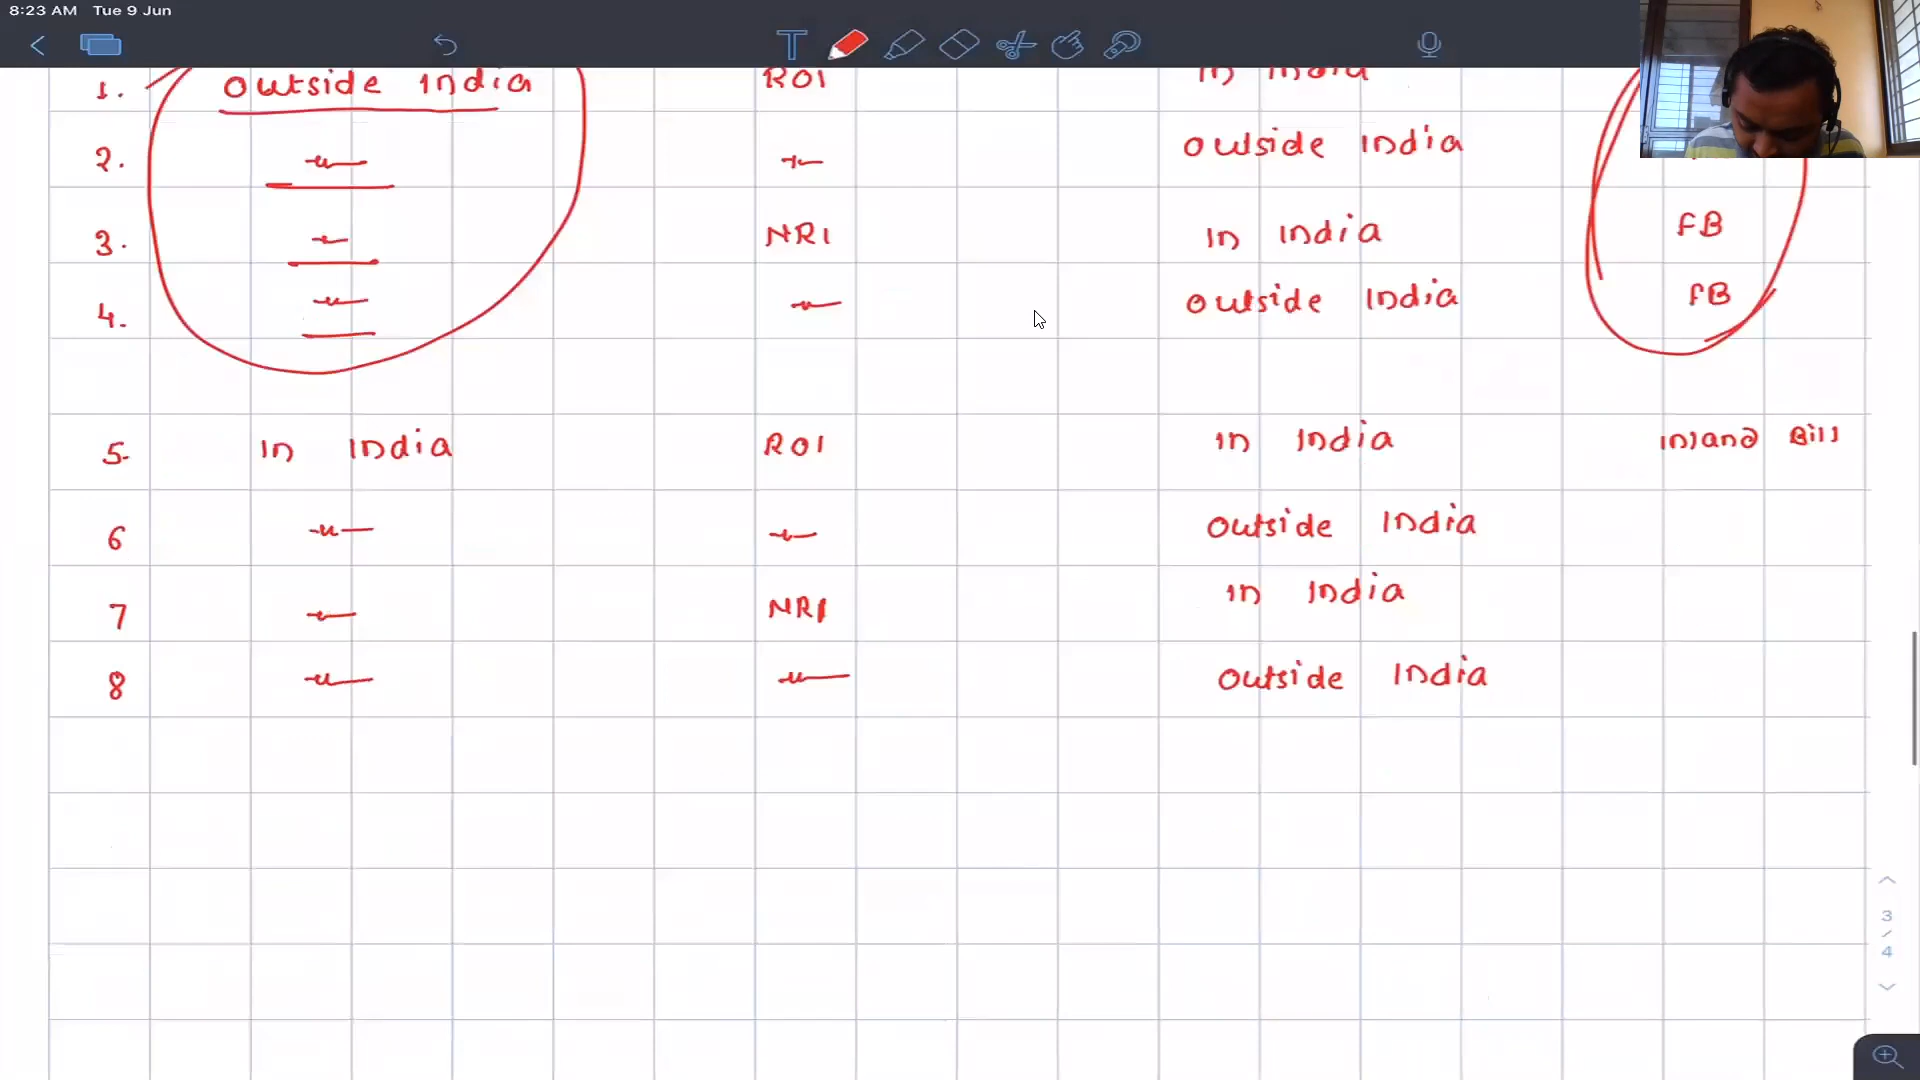 8:23 AM Tue 9 Jun
T
1. Outside India ROI In India
2. —"— —"— Outside India
3. —"— NRI In India FB
4. —"— —"— Outside India FB
5. In India ROI In India Inland Bill
6 —"— —"— Outside India
7 —"— NRI In India
8 —"— —"— Outside India
3
/
4